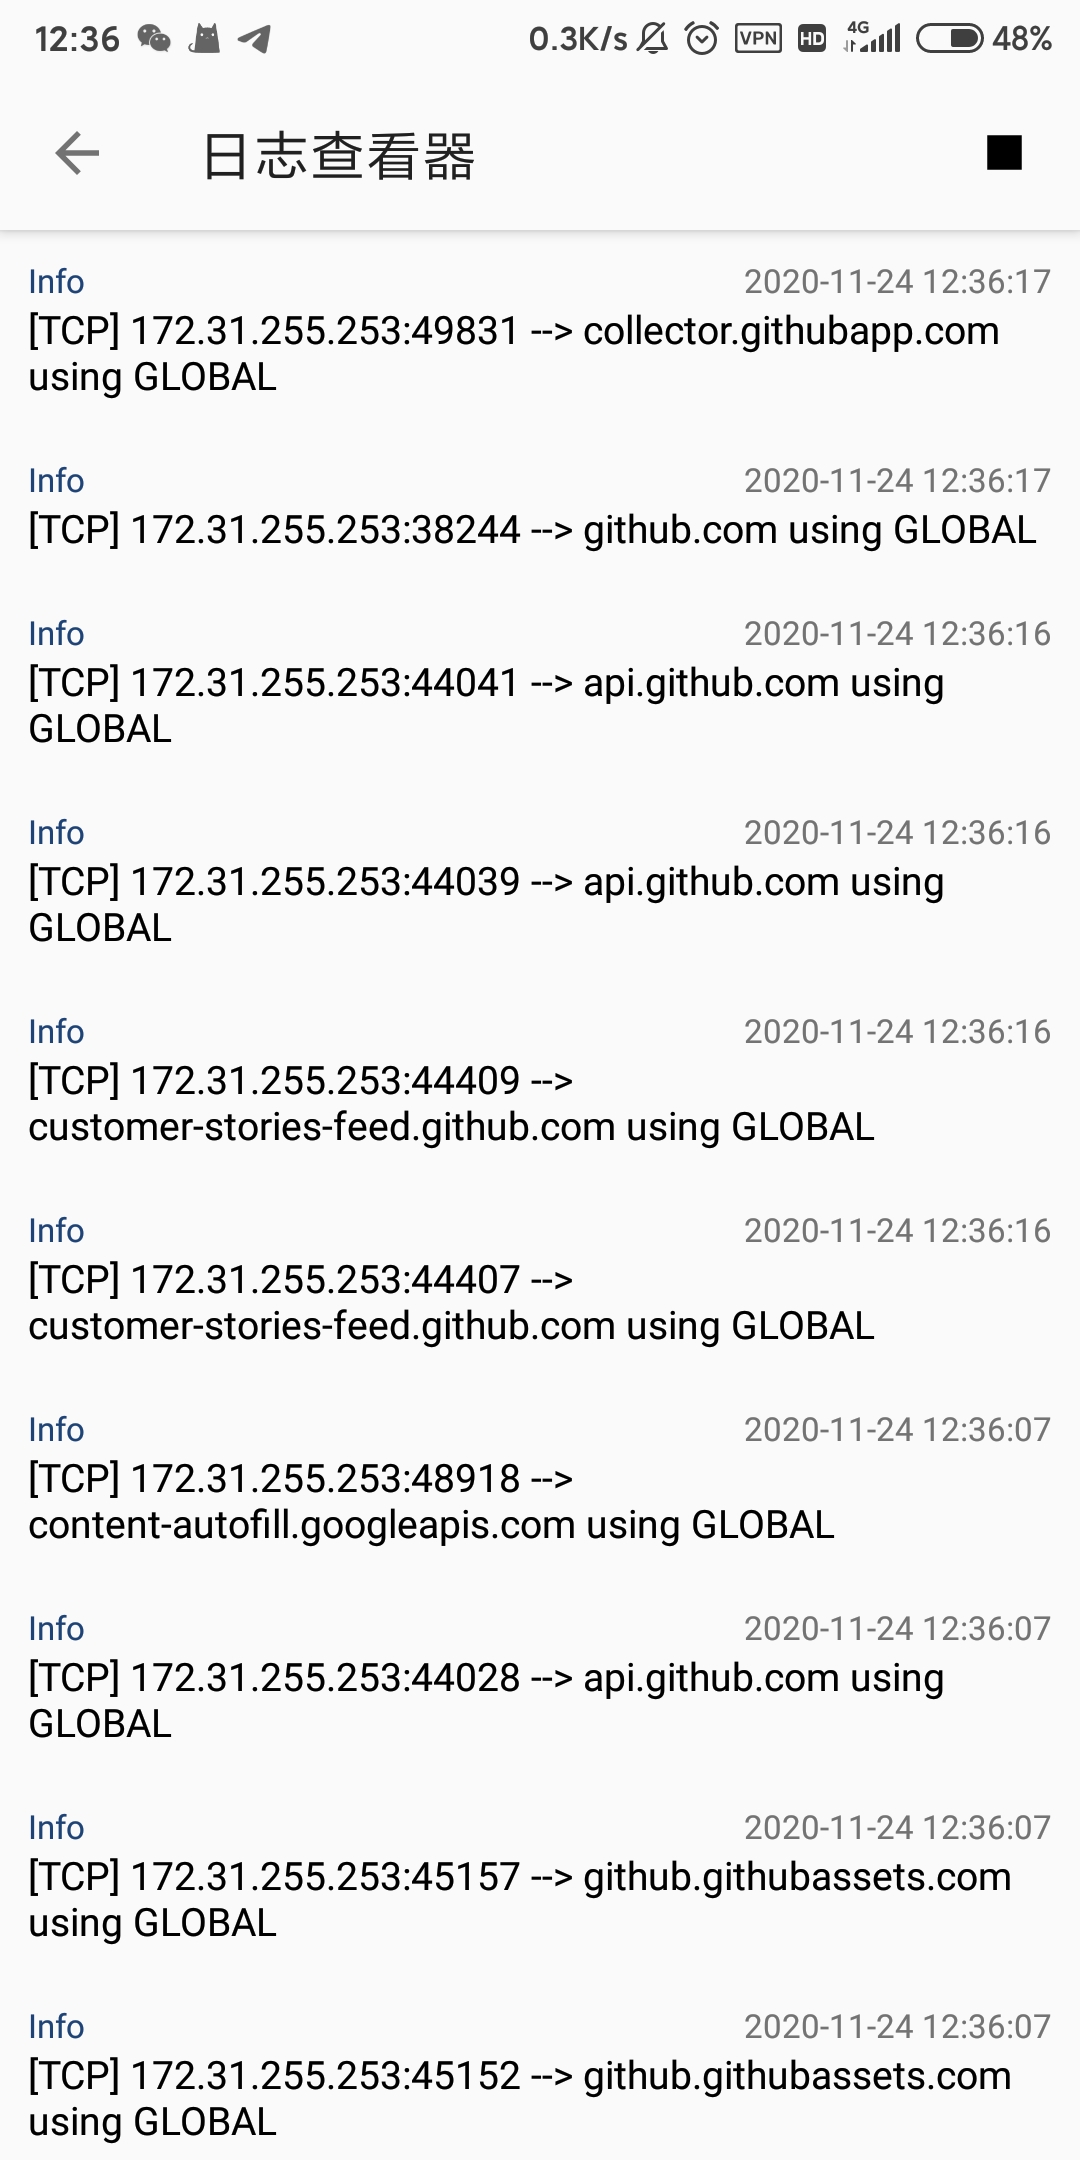 12:36 0.3K/s VPN HD 4G 48%
日志查看器
Info 2020-11-24 12:36:17
[TCP] 172.31.255.253:49831 --> collector.githubapp.com
using GLOBAL
Info 2020-11-24 12:36:17
[TCP] 172.31.255.253:38244 --> github.com using GLOBAL
Info 2020-11-24 12:36:16
[TCP] 172.31.255.253:44041 --> api.github.com using
GLOBAL
Info 2020-11-24 12:36:16
[TCP] 172.31.255.253:44039 --> api.github.com using
GLOBAL
Info 2020-11-24 12:36:16
[TCP] 172.31.255.253:44409 -->
customer-stories-feed.github.com using GLOBAL
Info 2020-11-24 12:36:16
[TCP] 172.31.255.253:44407 -->
customer-stories-feed.github.com using GLOBAL
Info 2020-11-24 12:36:07
[TCP] 172.31.255.253:48918 -->
content-autofill.googleapis.com using GLOBAL
Info 2020-11-24 12:36:07
[TCP] 172.31.255.253:44028 --> api.github.com using
GLOBAL
Info 2020-11-24 12:36:07
[TCP] 172.31.255.253:45157 --> github.githubassets.com
using GLOBAL
Info 2020-11-24 12:36:07
[TCP] 172.31.255.253:45152 --> github.githubassets.com
using GLOBAL